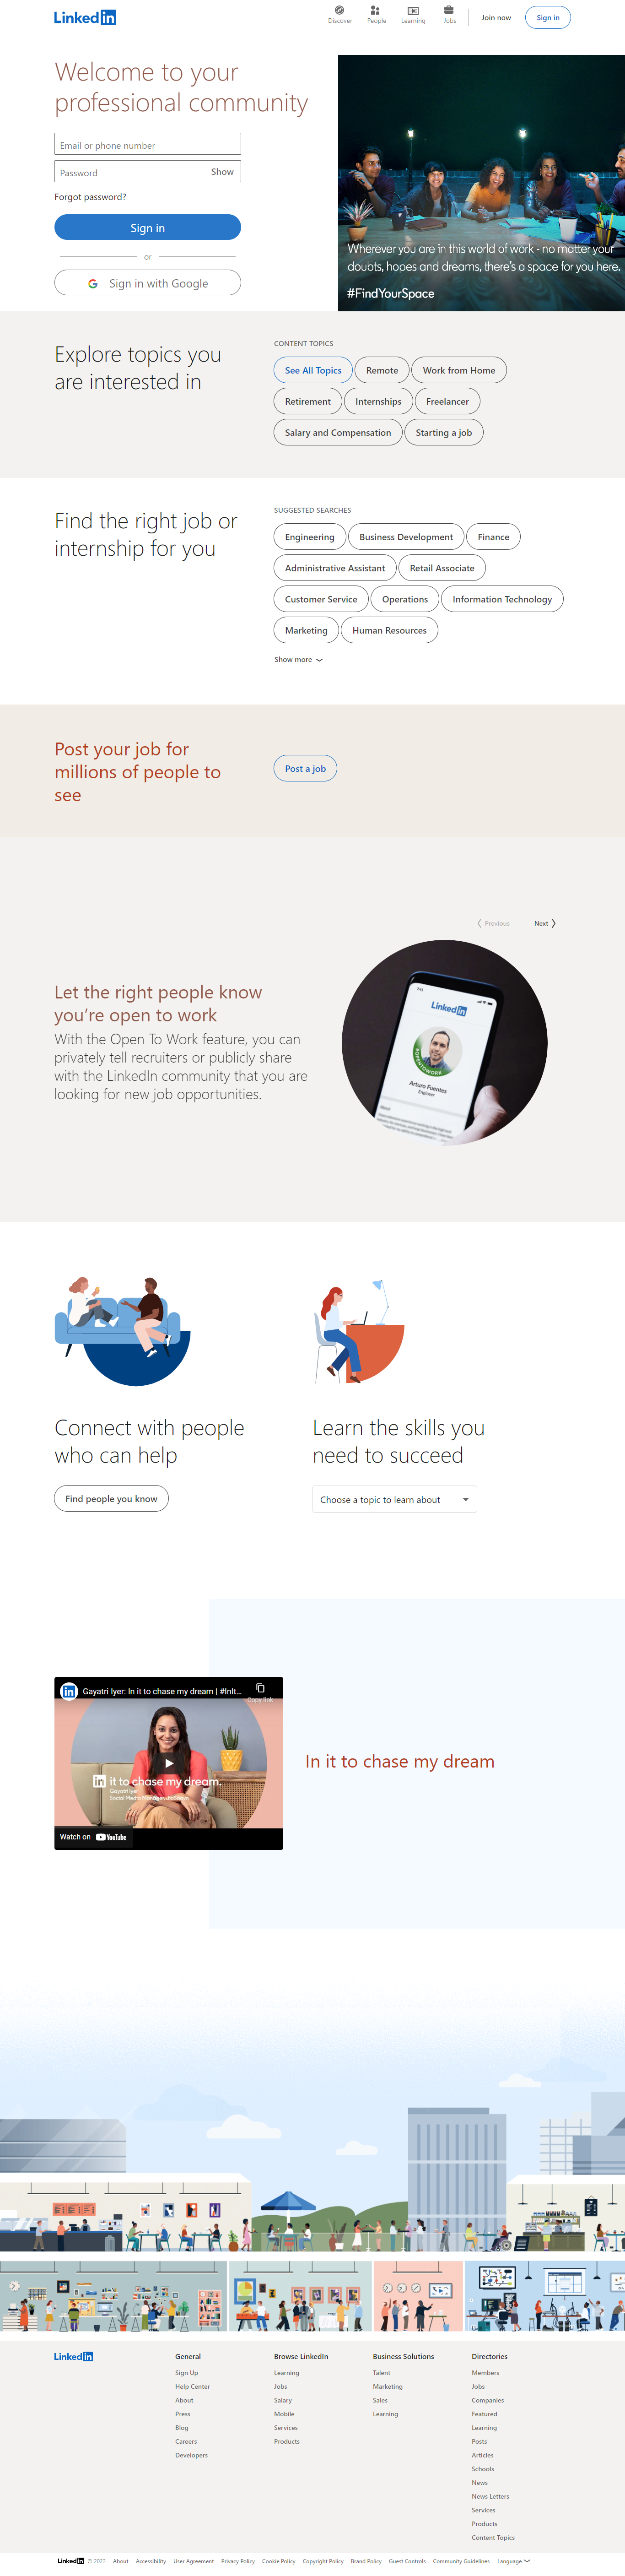 LinkedIn
Discover
People
Learning
Jobs
Join now
Sign in
Welcome to your
professional community
Email or phone number
Password
Show
Forgot password?
Sign in
or
Sign in with Google
Wherever you are in this world of work - no matter your
doubts, hopes and dreams, there's a space for you here.
#FindYourSpace
Explore topics you
are interested in
CONTENT TOPICS
See All Topics
Remote
Work from Home
Retirement
Internships
Freelancer
Salary and Compensation
Starting a job
Find the right job or
internship for you
SUGGESTED SEARCHES
Engineering
Business Development
Finance
Administrative Assistant
Retail Associate
Customer Service
Operations
Information Technology
Marketing
Human Resources
Show more
Post your job for
millions of people to
see
Post a job
Previous
Next
Let the right people know
you're open to work
With the Open To Work feature, you can
privately tell recruiters or publicly share
with the LinkedIn community that you are
looking for new job opportunities.
LinkedIn
#OPENTOWORK
Arturo Fuentes
Engineer
Connect with people
who can help
Find people you know
Learn the skills you
need to succeed
Choose a topic to learn about
Gayatri Iyer: In it to chase my dream | #InIt...
Copy link
in it to chase my dream.
Gayatri Iyer
Social Media
Watch on YouTube
In it to chase my dream
LinkedIn
General
Sign Up
Help Center
About
Press
Blog
Careers
Developers
Browse LinkedIn
Learning
Jobs
Salary
Mobile
Services
Products
Business Solutions
Talent
Marketing
Sales
Learning
Directories
Members
Jobs
Companies
Featured
Learning
Posts
Articles
Schools
News
News Letters
Services
Products
Content Topics
LinkedIn © 2022 About Accessibility User Agreement Privacy Policy Cookie Policy Copyright Policy Brand Policy Guest Controls Community Guidelines Language